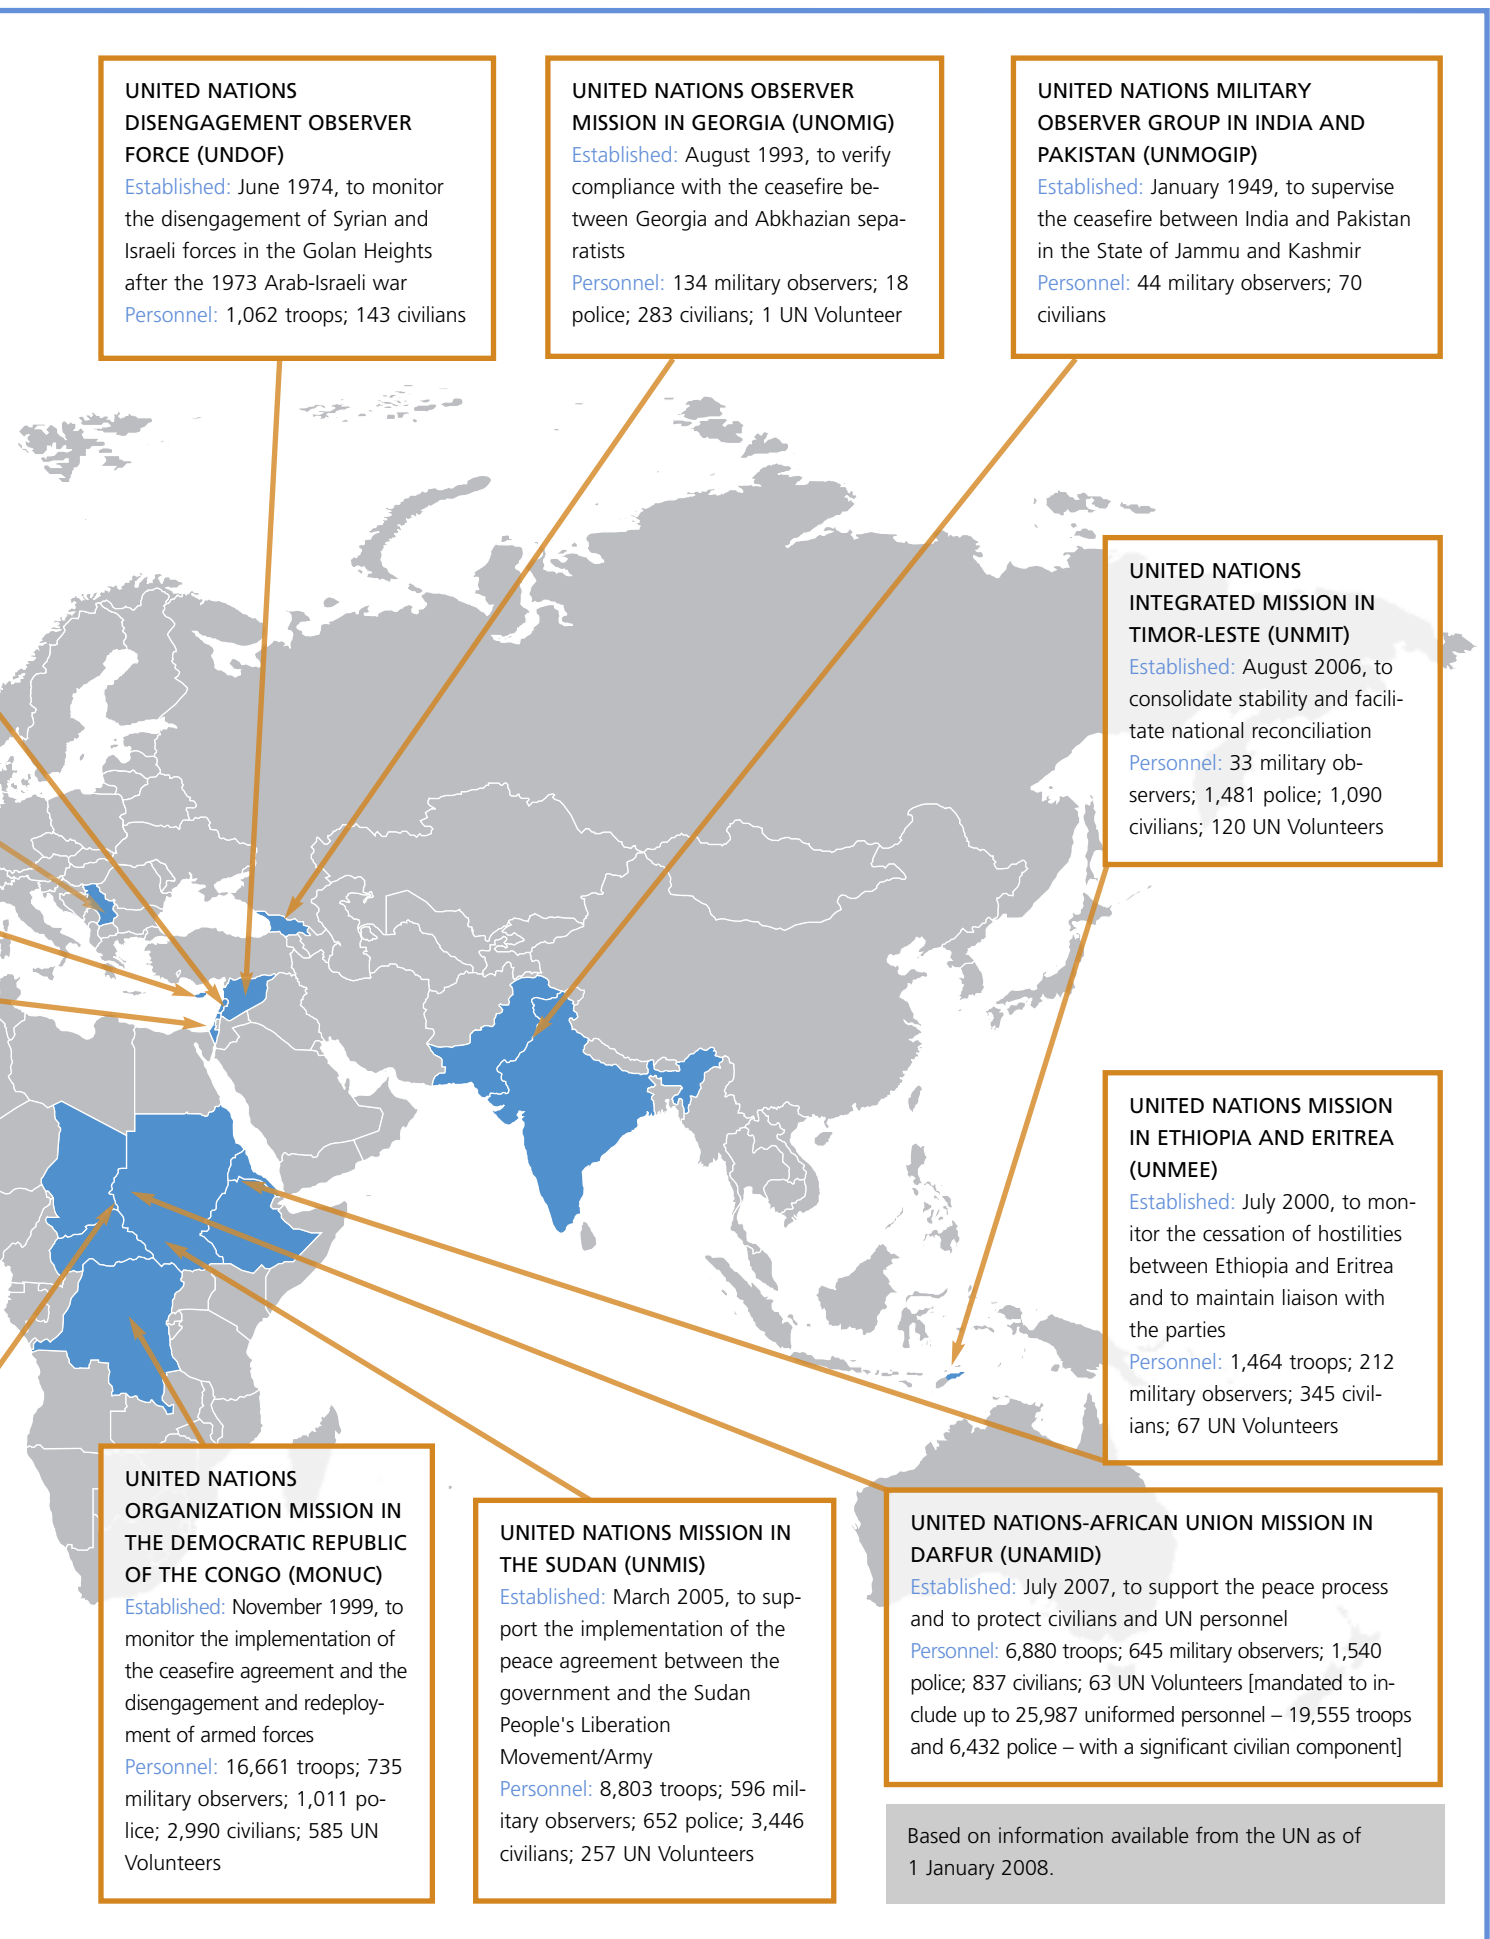 UNITED NATIONS
DISENGAGEMENT OBSERVER
FORCE (UNDOF)
Established: June 1974, to monitor
the disengagement of Syrian and
Israeli forces in the Golan Heights
after the 1973 Arab-Israeli war
Personnel: 1,062 troops; 143 civilians
UNITED NATIONS OBSERVER
MISSION IN GEORGIA (UNOMIG)
Established: August 1993, to verify
compliance with the ceasefire be-
tween Georgia and Abkhazian sepa-
ratists
Personnel: 134 military observers; 18
police; 283 civilians; 1 UN Volunteer
UNITED NATIONS MILITARY
OBSERVER GROUP IN INDIA AND
PAKISTAN (UNMOGIP)
Established: January 1949, to supervise
the ceasefire between India and Pakistan
in the State of Jammu and Kashmir
Personnel: 44 military observers; 70
civilians
UNITED NATIONS
INTEGRATED MISSION IN
TIMOR-LESTE (UNMIT)
Established: August 2006, to
consolidate stability and facili-
tate national reconciliation
Personnel: 33 military ob-
servers; 1,481 police; 1,090
civilians; 120 UN Volunteers
UNITED NATIONS MISSION
IN ETHIOPIA AND ERITREA
(UNMEE)
Established: July 2000, to mon-
itor the cessation of hostilities
between Ethiopia and Eritrea
and to maintain liaison with
the parties
Personnel: 1,464 troops; 212
military observers; 345 civil-
ians; 67 UN Volunteers
UNITED NATIONS
ORGANIZATION MISSION IN
THE DEMOCRATIC REPUBLIC
OF THE CONGO (MONUC)
Established: November 1999, to
monitor the implementation of
the ceasefire agreement and the
disengagement and redeploy-
ment of armed forces
Personnel: 16,661 troops; 735
military observers; 1,011 po-
lice; 2,990 civilians; 585 UN
Volunteers
UNITED NATIONS MISSION IN
THE SUDAN (UNMIS)
Established: March 2005, to sup-
port the implementation of the
peace agreement between the
government and the Sudan
People's Liberation
Movement/Army
Personnel: 8,803 troops; 596 mil-
itary observers; 652 police; 3,446
civilians; 257 UN Volunteers
UNITED NATIONS-AFRICAN UNION MISSION IN
DARFUR (UNAMID)
Established: July 2007, to support the peace process
and to protect civilians and UN personnel
Personnel: 6,880 troops; 645 military observers; 1,540
police; 837 civilians; 63 UN Volunteers [mandated to in-
clude up to 25,987 uniformed personnel – 19,555 troops
and 6,432 police – with a significant civilian component]
Based on information available from the UN as of
1 January 2008.